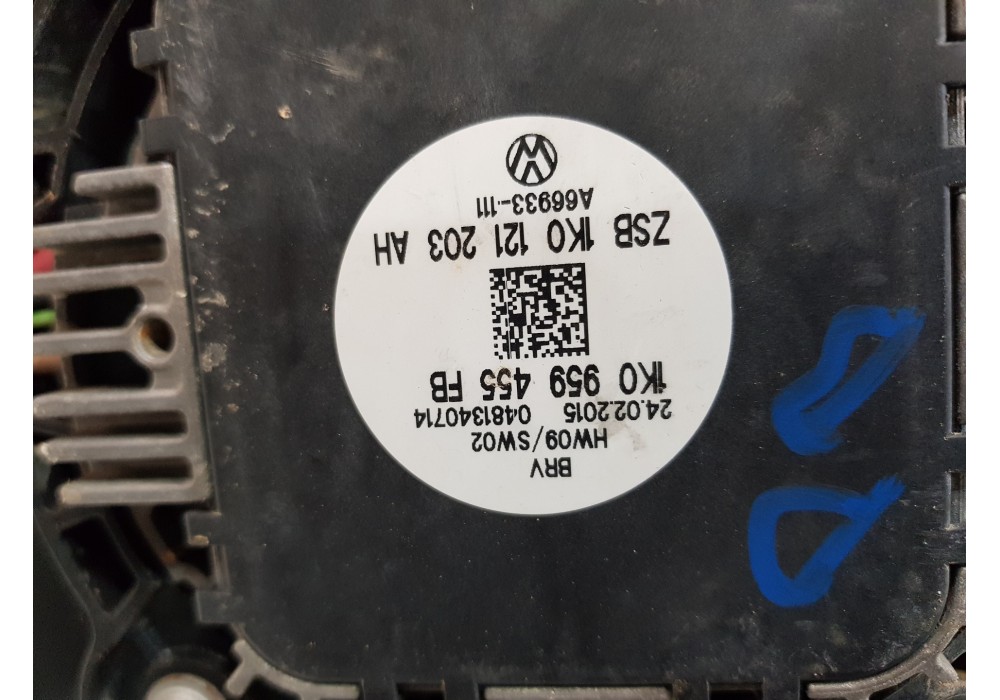 BRV
HW09/SW02
24.02.2015 0481340714
1K0 959 455 FB
ZSB 1K0 121 203 AH
A66933-111